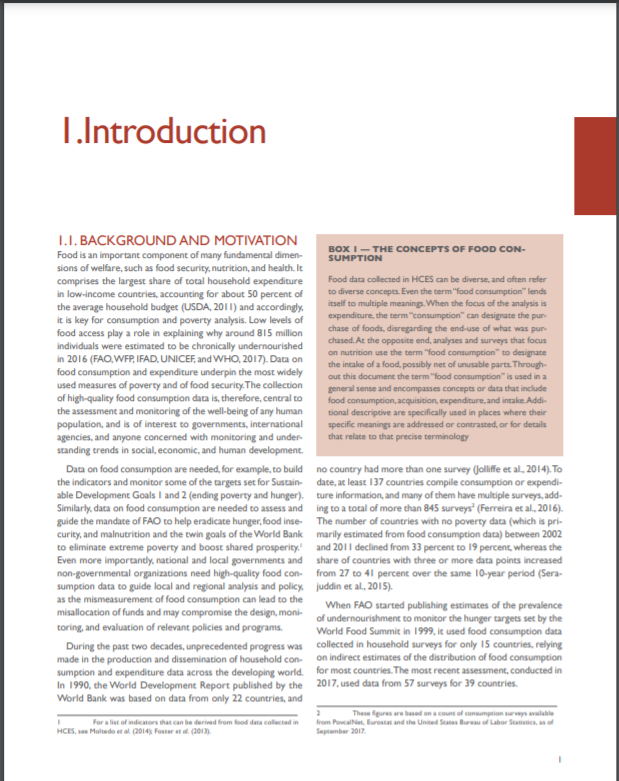 1.Introduction
1.1. BACKGROUND AND MOTIVATION
Food is an important component of many fundamental dimen-
sions of welfare, such as food security, nutrition, and health. It
comprises the largest share of total household expenditure
in low-income countries, accounting for about 50 percent of
the average household budget (USDA, 2011) and accordingly,
it is key for consumption and poverty analysis. Low levels of
food access play a role in explaining why around 815 million
individuals were estimated to be chronically undernourished
in 2016 (FAO, WFP, IFAD, UNICEF, and WHO, 2017). Data on
food consumption and expenditure underpin the most widely
used measures of poverty and of food security. The collection
of high-quality food consumption data is, therefore, central to
the assessment and monitoring of the well-being of any human
population, and is of interest to governments, international
agencies, and anyone concerned with monitoring and under-
standing trends in social, economic, and human development.
Data on food consumption are needed, for example, to build
the indicators and monitor some of the targets set for Sustain-
able Development Goals 1 and 2 (ending poverty and hunger).
Similarly, data on food consumption are needed to assess and
guide the mandate of FAO to help eradicate hunger, food inse-
curity, and malnutrition and the twin goals of the World Bank
to eliminate extreme poverty and boost shared prosperity.¹
Even more importantly, national and local governments and
non-governmental organizations need high-quality food con-
sumption data to guide local and regional analysis and policy,
as the mismeasurement of food consumption can lead to the
misallocation of funds and may compromise the design, moni-
toring, and evaluation of relevant policies and programs.
During the past two decades, unprecedented progress was
made in the production and dissemination of household con-
sumption and expenditure data across the developing world.
In 1990, the World Development Report published by the
World Bank was based on data from only 22 countries, and
1 For a list of indicators that can be derived from food data collected in
HCES, see Moltedo et al. (2014); Foster et al. (2013).
BOX 1 — THE CONCEPTS OF FOOD CON-
SUMPTION
Food data collected in HCES can be diverse, and often refer
to diverse concepts. Even the term "food consumption" lends
itself to multiple meanings. When the focus of the analysis is
expenditure, the term "consumption" can designate the pur-
chase of foods, disregarding the end-use of what was pur-
chased. At the opposite end, analyses and surveys that focus
on nutrition use the term "food consumption" to designate
the intake of a food, possibly net of unusable parts. Through-
out this document the term "food consumption" is used in a
general sense and encompasses concepts or data that include
food consumption, acquisition, expenditure, and intake. Addi-
tional descriptive are specifically used in places where their
specific meanings are addressed or contrasted, or for details
that relate to that precise terminology
no country had more than one survey (Jolliffe et al., 2014). To
date, at least 137 countries compile consumption or expendi-
ture information, and many of them have multiple surveys, add-
ing to a total of more than 845 surveys² (Ferreira et al., 2016).
The number of countries with no poverty data (which is pri-
marily estimated from food consumption data) between 2002
and 2011 declined from 33 percent to 19 percent, whereas the
share of countries with three or more data points increased
from 27 to 41 percent over the same 10-year period (Sera-
juddin et al., 2015).
When FAO started publishing estimates of the prevalence
of undernourishment to monitor the hunger targets set by the
World Food Summit in 1999, it used food consumption data
collected in household surveys for only 15 countries, relying
on indirect estimates of the distribution of food consumption
for most countries. The most recent assessment, conducted in
2017, used data from 57 surveys for 39 countries.
2 These figures are based on a count of consumption surveys available
from PovcalNet, Eurostat and the United States Bureau of Labor Statistics, as of
September 2017.
1